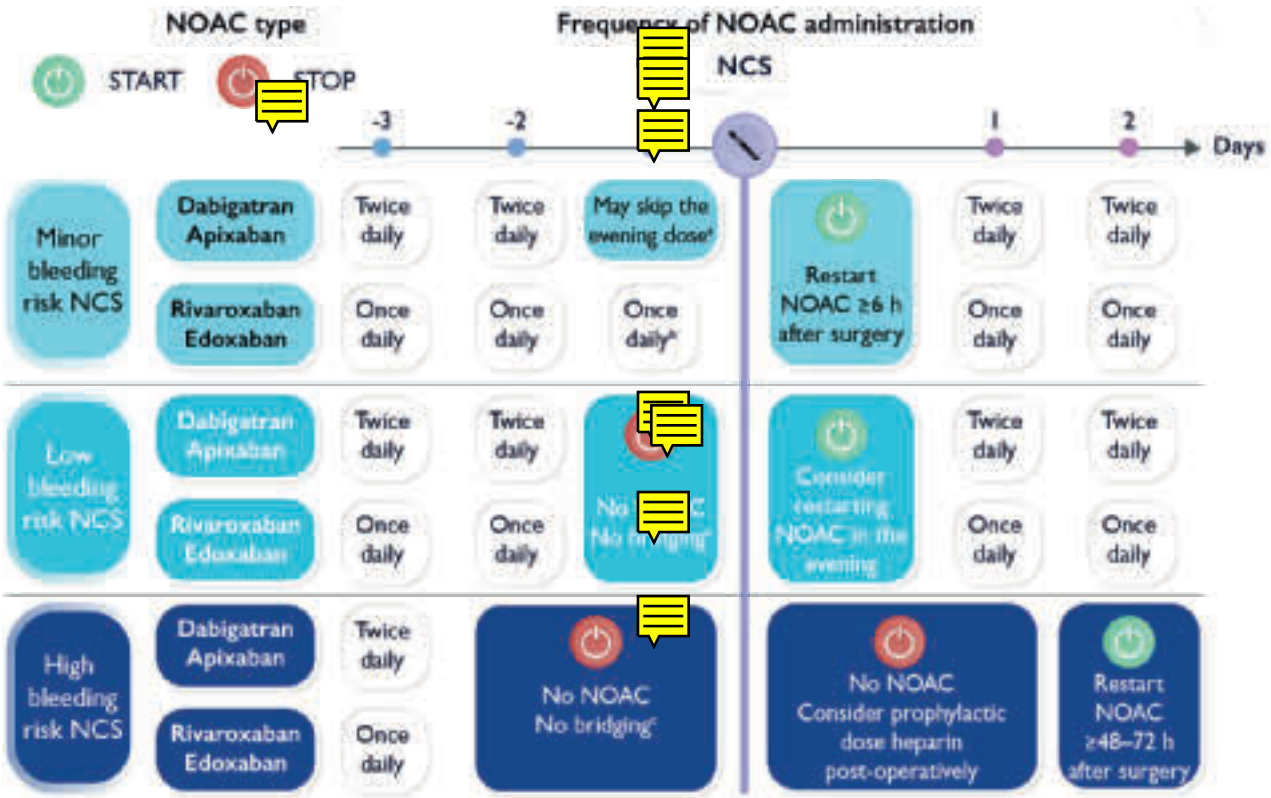 NOAC type
Frequency of NOAC administration
START
STOP
NCS
-3
-2
1
2
Days
Minor
bleeding
risk NCS
Dabigatran
Apixaban
Twice
daily
Twice
daily
May skip the
evening doseᵃ
Restart
NOAC ≥6 h
after surgery
Twice
daily
Twice
daily
Rivaroxaban
Edoxaban
Once
daily
Once
daily
Once
dailyᵇ
Once
daily
Once
daily
Low
bleeding
risk NCS
Dabigatran
Apixaban
Twice
daily
Twice
daily
No
No
Consider
restarting
NOAC in the
evening
Twice
daily
Twice
daily
Rivaroxaban
Edoxaban
Once
daily
Once
daily
Once
daily
Once
daily
High
bleeding
risk NCS
Dabigatran
Apixaban
Twice
daily
Rivaroxaban
Edoxaban
Once
daily
No NOAC
No bridgingᶜ
No NOAC
Consider prophylactic
dose heparin
post-operatively
Restart
NOAC
≥48–72 h
after surgery